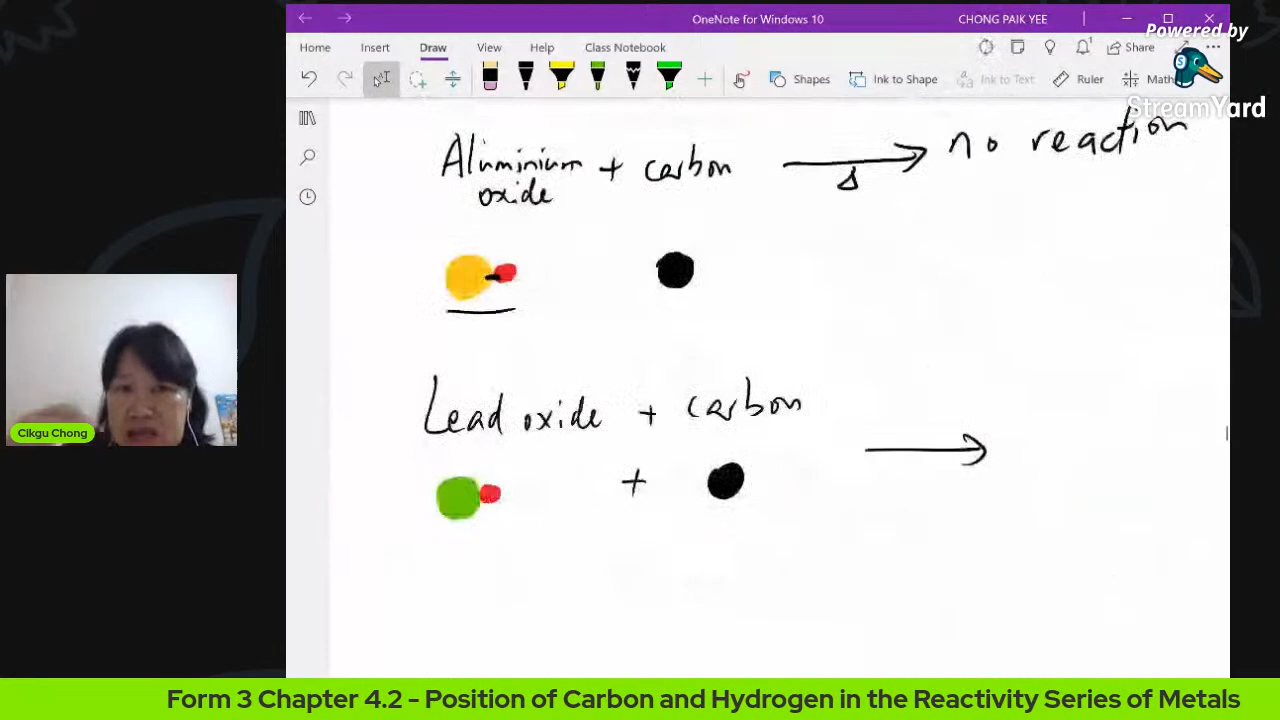 OneNote for Windows 10
CHONG PAIK YEE
Powered by
StreamYard
Home Insert Draw View Help Class Notebook Share
Shapes Ink to Shape Ink to Text Ruler Math
Aluminium + carbon → no reaction
oxide Δ
Lead oxide + carbon
+ →
Cikgu Chong
Form 3 Chapter 4.2 - Position of Carbon and Hydrogen in the Reactivity Series of Metals